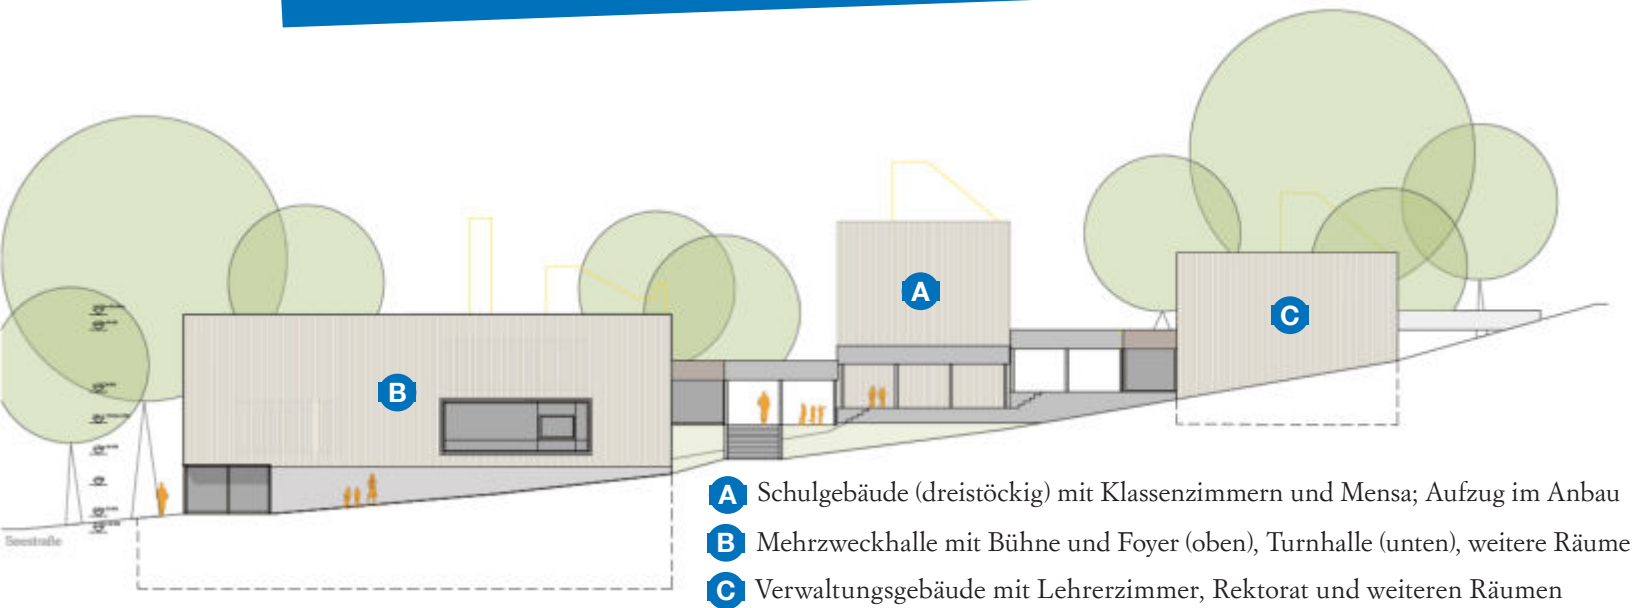 A
C
B
A Schulgebäude (dreistöckig) mit Klassenzimmern und Mensa; Aufzug im Anbau
B Mehrzweckhalle mit Bühne und Foyer (oben), Turnhalle (unten), weitere Räume
Seestraße
C Verwaltungsgebäude mit Lehrerzimmer, Rektorat und weiteren Räumen